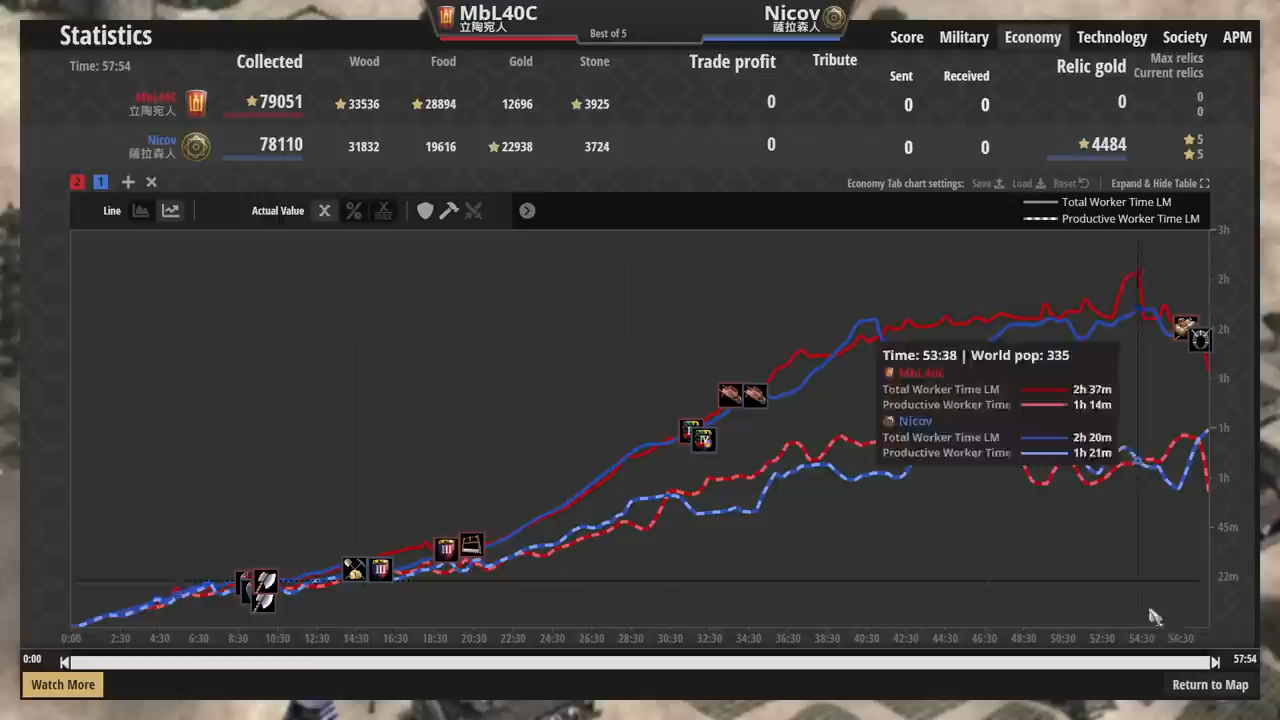 MbL40C
立陶宛人
Best of 5
Nicov
薩拉森人
Statistics
Score Military Economy Technology Society APM
Time: 57:54
Collected Wood Food Gold Stone Trade profit Tribute Sent Received Relic gold Max relics Current relics
MbL40C
立陶宛人
79051 33536 28894 12696 3925 0 0 0 0 0 0
Nicov
薩拉森人
78110 31832 19616 22938 3724 0 0 0 4484 5 5
2 1
Economy Tab chart settings: Save Load Reset Expand & Hide Table
Line Actual Value X % X MAX
Total Worker Time LM
Productive Worker Time LM
3h
2h
2h
1h
1h
1h
45m
22m
Time: 53:38 | World pop: 335
MbL40C
Total Worker Time LM 2h 37m
Productive Worker Time 1h 14m
Nicov
Total Worker Time LM 2h 20m
Productive Worker Time 1h 21m
I
IV
III
III
0:00 2:30 4:30 6:30 8:30 10:30 12:30 14:30 16:30 18:30 20:30 22:30 24:30 26:30 28:30 30:30 32:30 34:30 36:30 38:30 40:30 42:30 44:30 46:30 48:30 50:30 52:30 54:30 56:30
0:00 57:54
Watch More
Return to Map